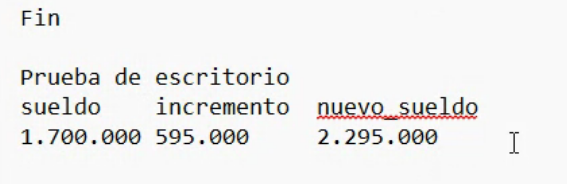 Fin
Prueba de escritorio
sueldo incremento nuevo_sueldo
1.700.000 595.000 2.295.000